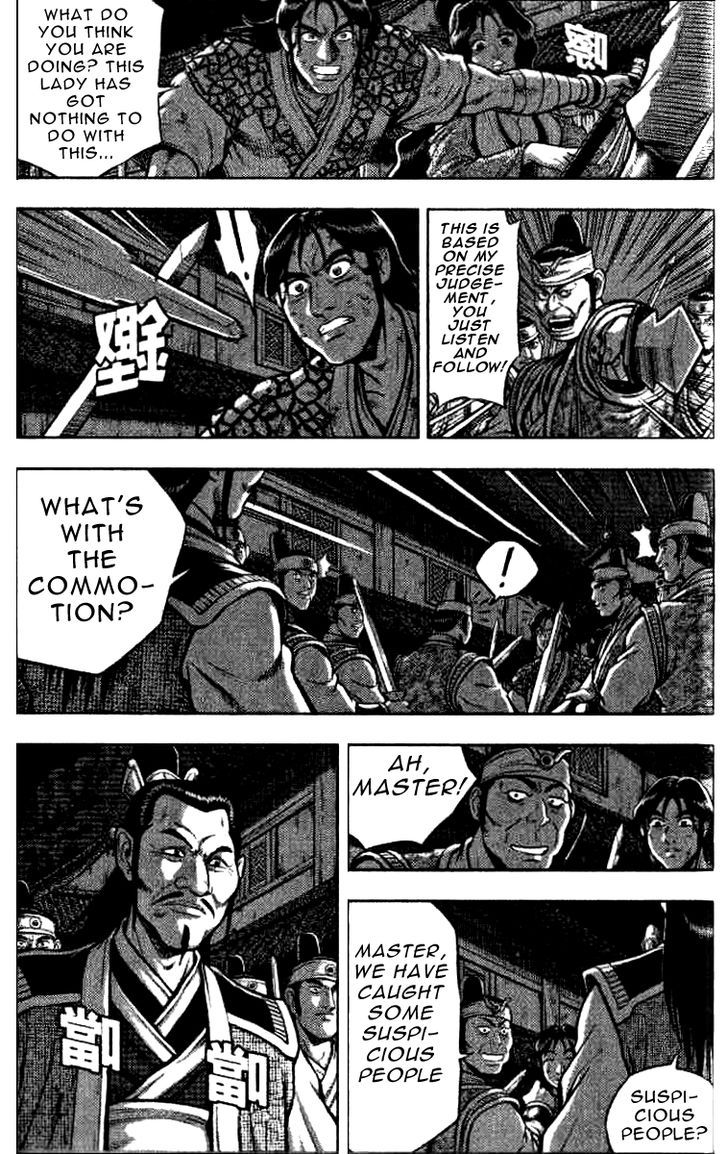 WHAT DO
YOU THINK
YOU ARE
DOING? THIS
LADY HAS
GOT
NOTHING TO
DO WITH
THIS...
THIS IS
BASED
ON MY
PRECISE
JUDGE-
MENT,
YOU
JUST
LISTEN
AND
FOLLOW!
!!
WHAT'S
WITH
THE
COMMO-
TION?
!
AH,
MASTER!
MASTER,
WE HAVE
CAUGHT
SOME
SUSPI-
CIOUS
PEOPLE
SUSPI-
CIOUS
PEOPLE?